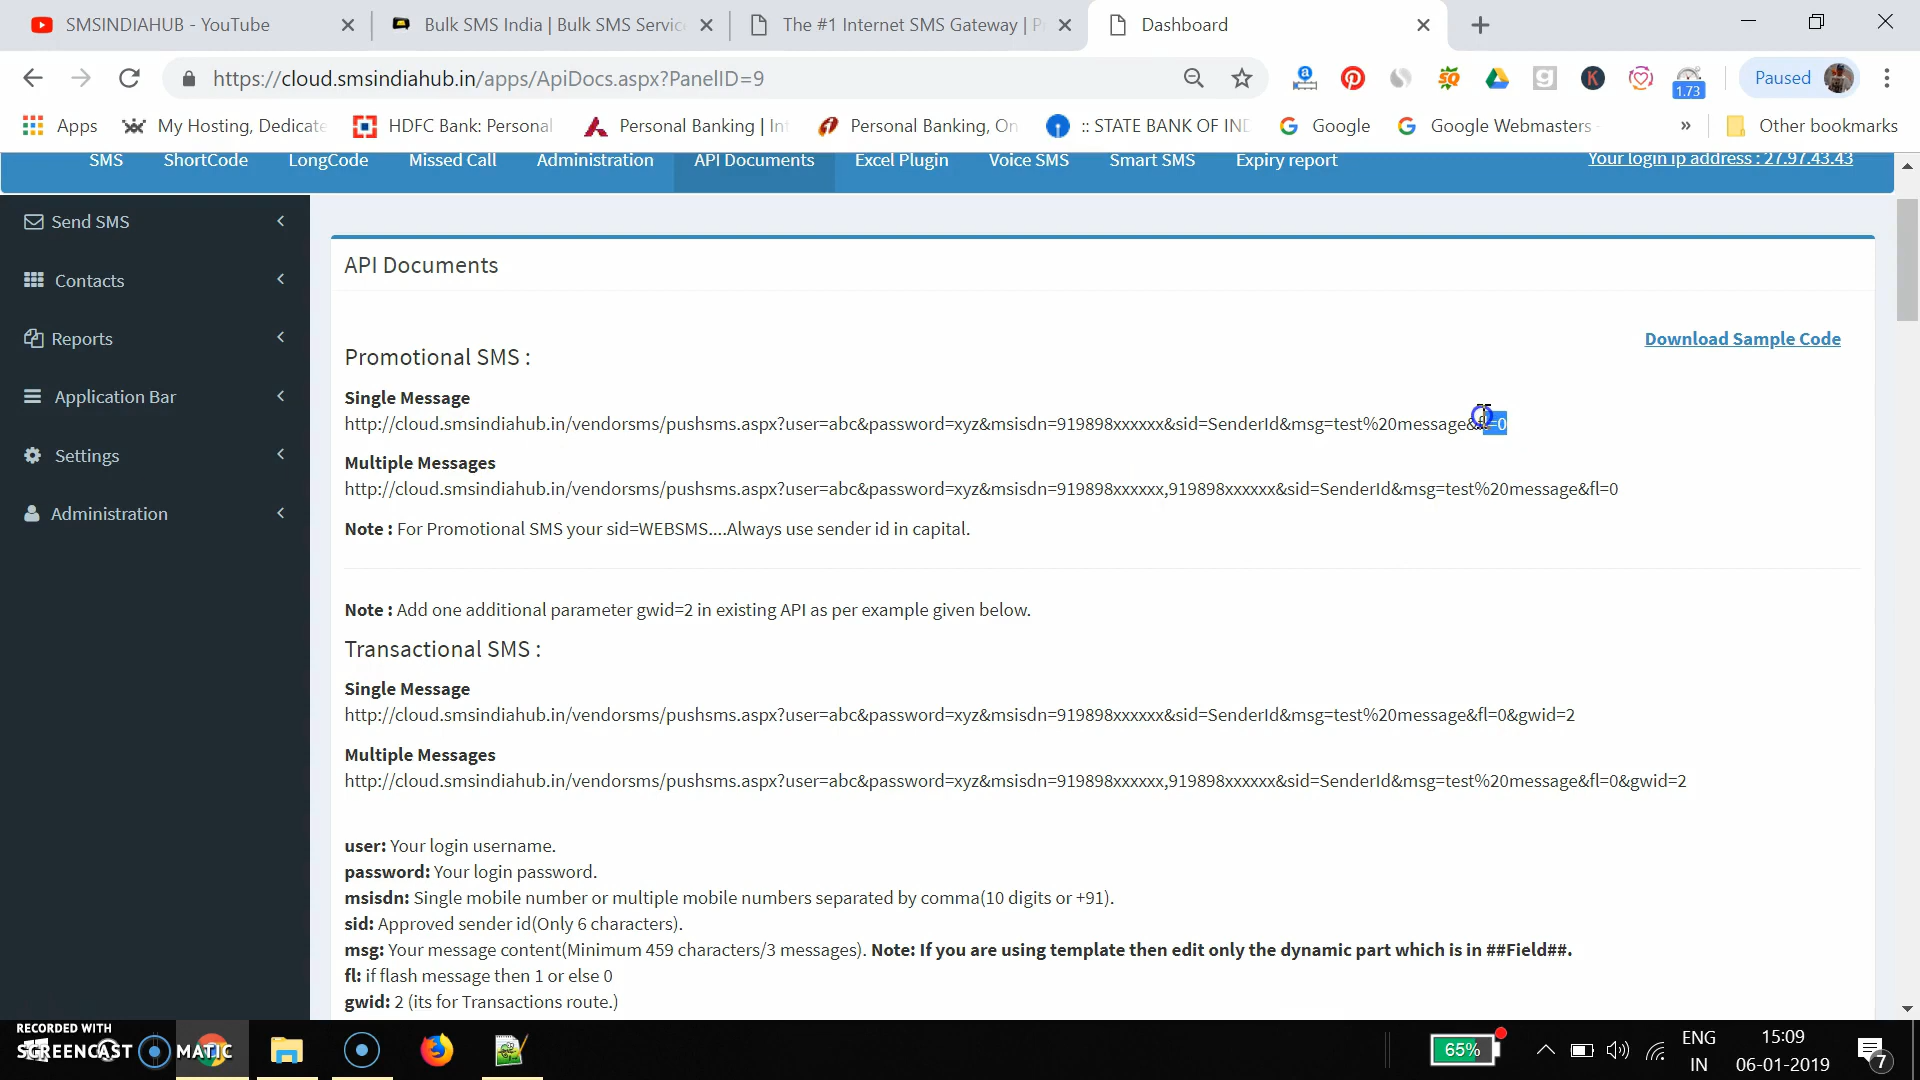 SMSINDIAHUB - YouTube
Bulk SMS India | Bulk SMS Servic
The #1 Internet SMS Gateway | P
Dashboard
https://cloud.smsindiahub.in/apps/ApiDocs.aspx?PanelID=9
1.73
Paused
Apps
My Hosting, Dedicate
HDFC Bank: Personal
Personal Banking | Int
Personal Banking, On
:: STATE BANK OF IND
Google
Google Webmasters
»
Other bookmarks
SMS
ShortCode
LongCode
Missed Call
Administration
API Documents
Excel Plugin
Voice SMS
Smart SMS
Expiry report
Your login ip address : 27.97.43.43
Send SMS
Contacts
Reports
Application Bar
Settings
Administration
API Documents
Download Sample Code
Promotional SMS :
Single Message
http://cloud.smsindiahub.in/vendorsms/pushsms.aspx?user=abc&password=xyz&msisdn=919898xxxxxx&sid=SenderId&msg=test%20message&fl=0
Multiple Messages
http://cloud.smsindiahub.in/vendorsms/pushsms.aspx?user=abc&password=xyz&msisdn=919898xxxxxx,919898xxxxxx&sid=SenderId&msg=test%20message&fl=0
Note : For Promotional SMS your sid=WEBSMS....Always use sender id in capital.
Note : Add one additional parameter gwid=2 in existing API as per example given below.
Transactional SMS :
Single Message
http://cloud.smsindiahub.in/vendorsms/pushsms.aspx?user=abc&password=xyz&msisdn=919898xxxxxx&sid=SenderId&msg=test%20message&fl=0&gwid=2
Multiple Messages
http://cloud.smsindiahub.in/vendorsms/pushsms.aspx?user=abc&password=xyz&msisdn=919898xxxxxx,919898xxxxxx&sid=SenderId&msg=test%20message&fl=0&gwid=2
user: Your login username.
password: Your login password.
msisdn: Single mobile number or multiple mobile numbers separated by comma(10 digits or +91).
sid: Approved sender id(Only 6 characters).
msg: Your message content(Minimum 459 characters/3 messages). Note: If you are using template then edit only the dynamic part which is in ##Field##.
fl: if flash message then 1 or else 0
gwid: 2 (its for Transactions route.)
RECORDED WITH
SCREENCAST MATIC
65%
ENG
IN
15:09
06-01-2019
7